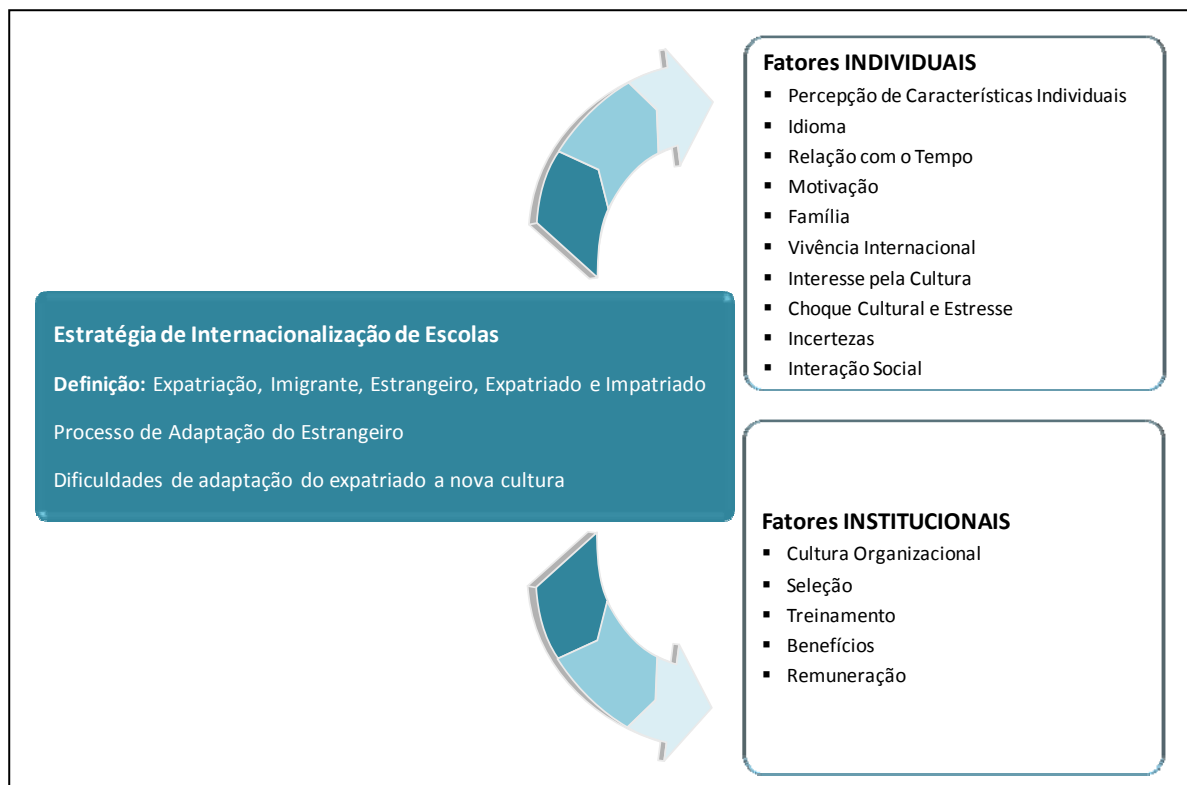 Estratégia de Internacionalização de Escolas
Definição: Expatriação, Imigrante, Estrangeiro, Expatriado e Impatriado
Processo de Adaptação do Estrangeiro
Dificuldades de adaptação do expatriado a nova cultura
Fatores INDIVIDUAIS
▪ Percepção de Características Individuais
▪ Idioma
▪ Relação com o Tempo
▪ Motivação
▪ Família
▪ Vivência Internacional
▪ Interesse pela Cultura
▪ Choque Cultural e Estresse
▪ Incertezas
▪ Interação Social
Fatores INSTITUCIONAIS
▪ Cultura Organizacional
▪ Seleção
▪ Treinamento
▪ Benefícios
▪ Remuneração